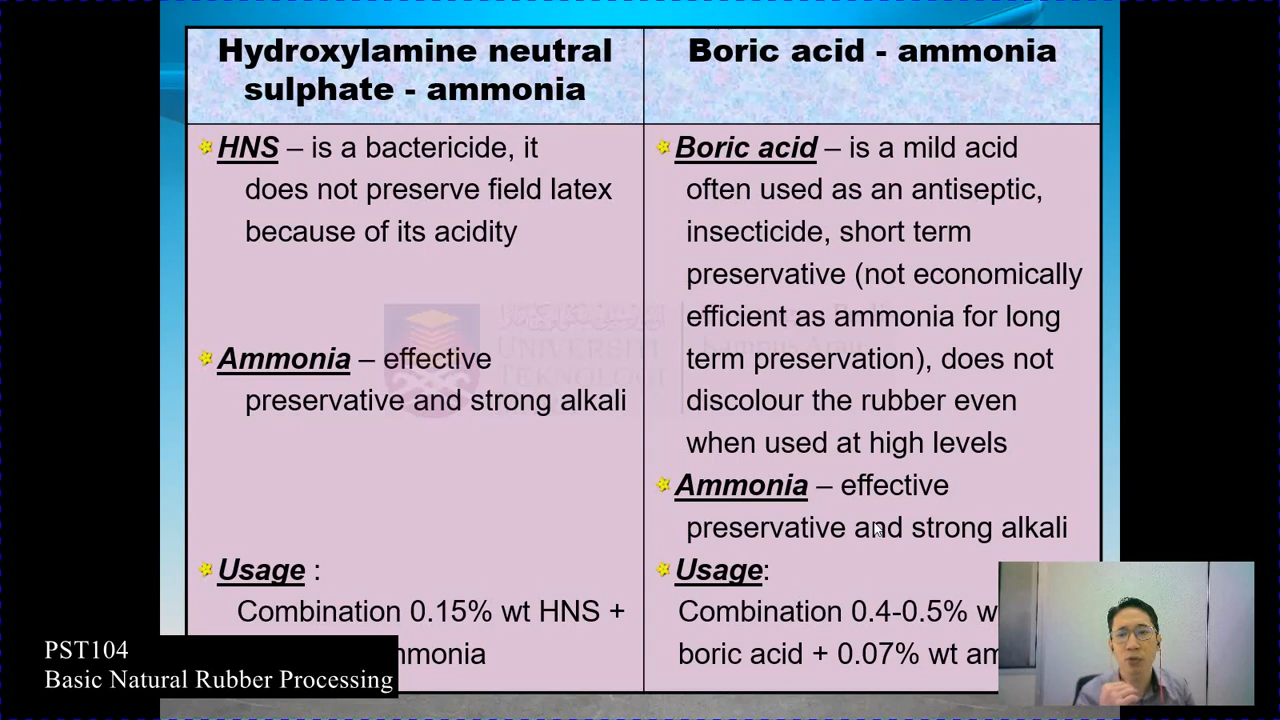 Hydroxylamine neutral
sulphate - ammonia
Boric acid - ammonia
HNS – is a bactericide, it
does not preserve field latex
because of its acidity
Ammonia – effective
preservative and strong alkali
Usage :
Combination 0.15% wt HNS +
Boric acid – is a mild acid
often used as an antiseptic,
insecticide, short term
preservative (not economically
efficient as ammonia for long
term preservation), does not
discolour the rubber even
when used at high levels
Ammonia – effective
preservative and strong alkali
Usage:
Combination 0.4-0.5%
boric acid + 0.07% wt
UNIVERSITI
TEKNOLOGI
PST104
Basic Natural Rubber Processing